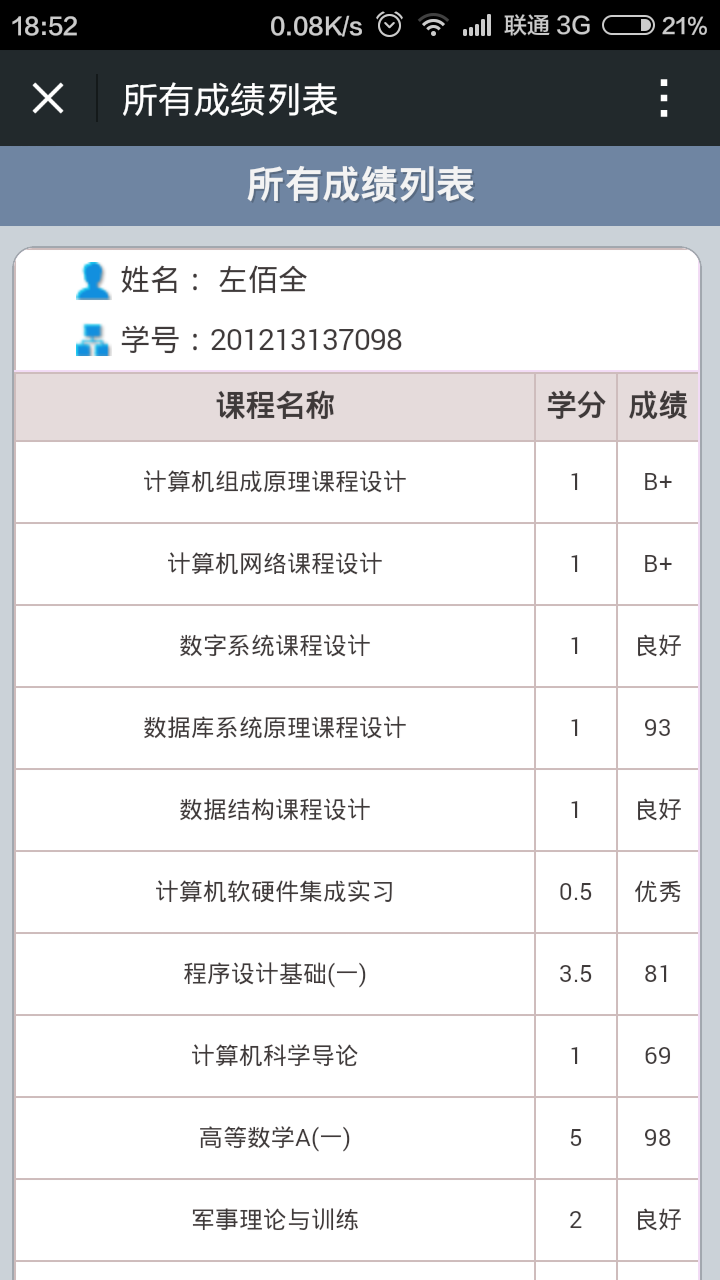 18:52 0.08K/s 联通 3G 21%
所有成绩列表
所有成绩列表
姓名： 左佰全
学号：201213137098
课程名称 学分 成绩
计算机组成原理课程设计 1 B+
计算机网络课程设计 1 B+
数字系统课程设计 1 良好
数据库系统原理课程设计 1 93
数据结构课程设计 1 良好
计算机软硬件集成实习 0.5 优秀
程序设计基础(一) 3.5 81
计算机科学导论 1 69
高等数学A(一) 5 98
军事理论与训练 2 良好